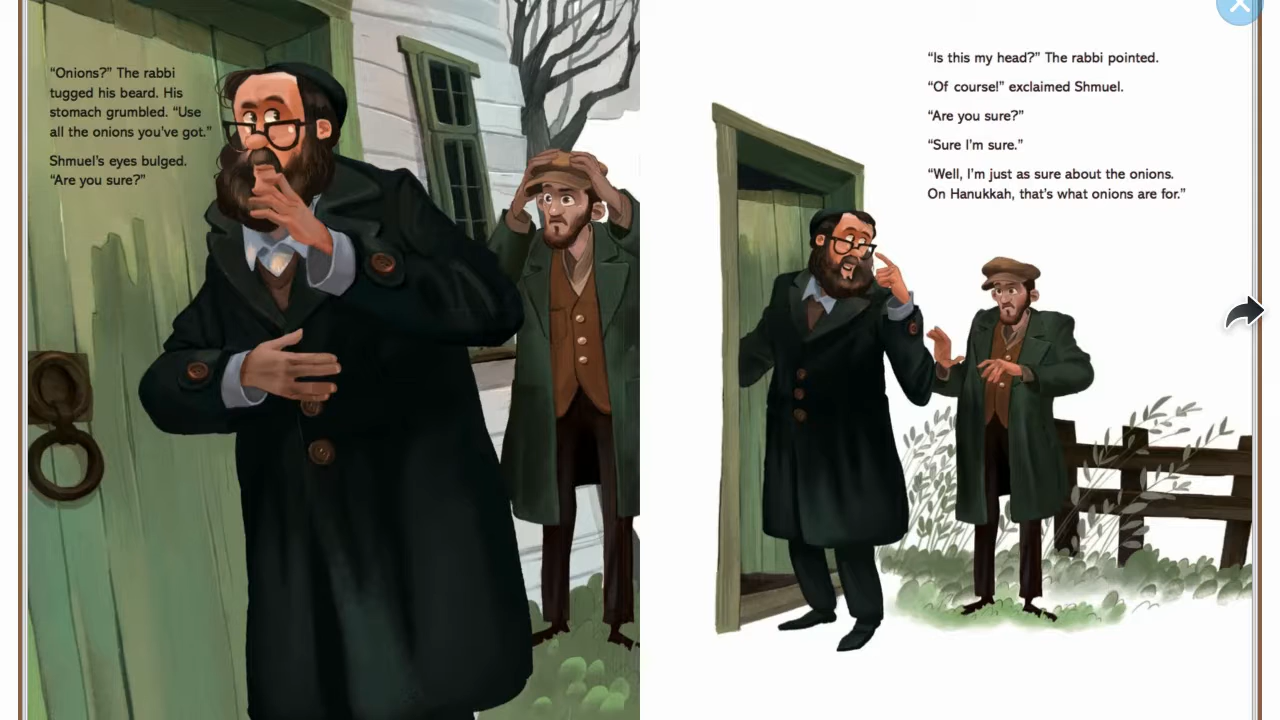 “Onions?” The rabbi
tugged his beard. His
stomach grumbled. “Use
all the onions you’ve got.”
Shmuel’s eyes bulged.
“Are you sure?”
“Is this my head?” The rabbi pointed.
“Of course!” exclaimed Shmuel.
“Are you sure?”
“Sure I’m sure.”
“Well, I’m just as sure about the onions.
On Hanukkah, that’s what onions are for.”